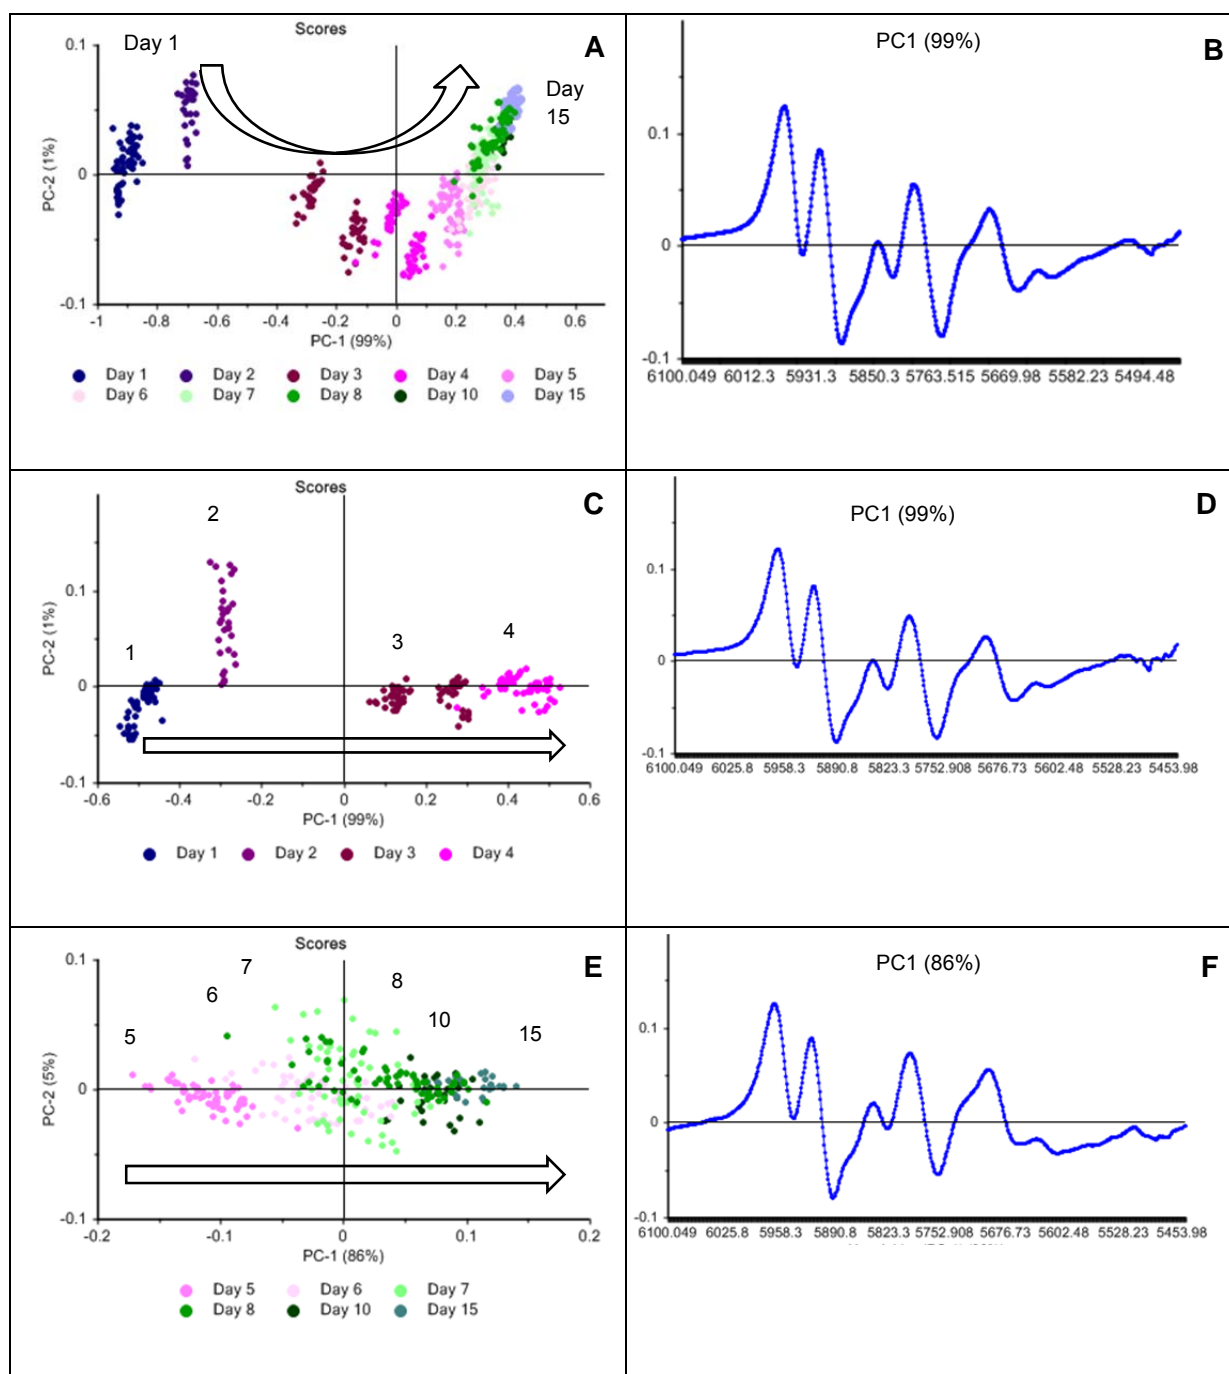 Scores
A
Day 1
Day
15
0.1
0
-0.1
PC-2 (1%)
-1 -0.8 -0.6 -0.4 -0.2 0 0.2 0.4 0.6
PC-1 (99%)
Day 1 Day 2 Day 3 Day 4 Day 5
Day 6 Day 7 Day 8 Day 10 Day 15
PC1 (99%)
B
0.1
0
-0.1
6100.049 6012.3 5931.3 5850.3 5763.515 5669.98 5582.23 5494.48
Scores
C
2
1
3
4
0.1
0
-0.1
PC-2 (1%)
-0.6 -0.4 -0.2 0 0.2 0.4 0.6
PC-1 (99%)
Day 1 Day 2 Day 3 Day 4
PC1 (99%)
D
0.1
0
-0.1
6100.049 6025.8 5958.3 5890.8 5823.3 5752.908 5676.73 5602.48 5528.23 5453.98
Scores
E
7
8
6
10
5
15
0.1
0
-0.1
PC-2 (5%)
-0.2 -0.1 0 0.1 0.2
PC-1 (86%)
Day 5 Day 6 Day 7
Day 8 Day 10 Day 15
PC1 (86%)
F
0.1
0
-0.1
6100.049 6025.8 5958.3 5890.8 5823.3 5752.908 5676.73 5602.48 5528.23 5453.98